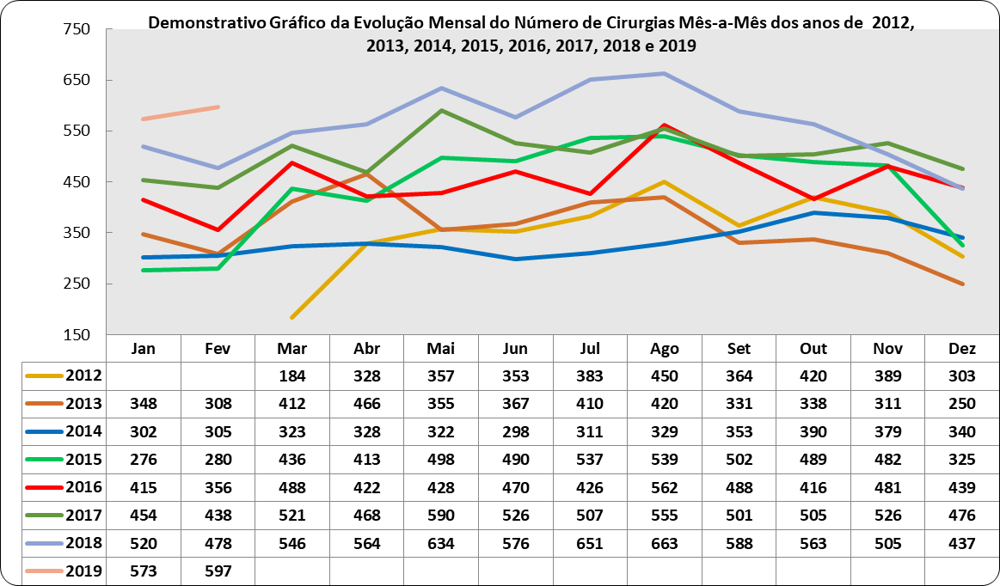 Demonstrativo Gráfico da Evolução Mensal do Número de Cirurgias Mês-a-Mês dos anos de 2012,
2013, 2014, 2015, 2016, 2017, 2018 e 2019
750
650
550
450
350
250
150
Jan Fev Mar Abr Mai Jun Jul Ago Set Out Nov Dez
2012 184 328 357 353 383 450 364 420 389 303
2013 348 308 412 466 355 367 410 420 331 338 311 250
2014 302 305 323 328 322 298 311 329 353 390 379 340
2015 276 280 436 413 498 490 537 539 502 489 482 325
2016 415 356 488 422 428 470 426 562 488 416 481 439
2017 454 438 521 468 590 526 507 555 501 505 526 476
2018 520 478 546 564 634 576 651 663 588 563 505 437
2019 573 597